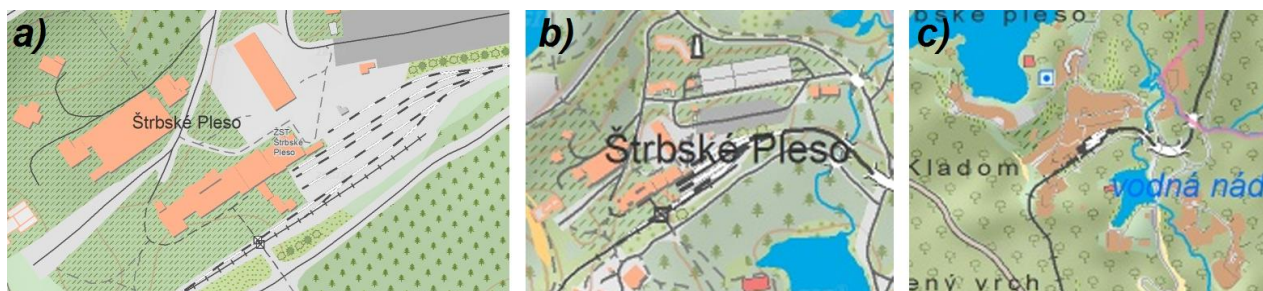 a)
Štrbské Pleso
ŽST
Štrbské
Pleso
b)
Štrbské Pleso
c)
bské pleso
Kladom
vodná nád
ený vrch